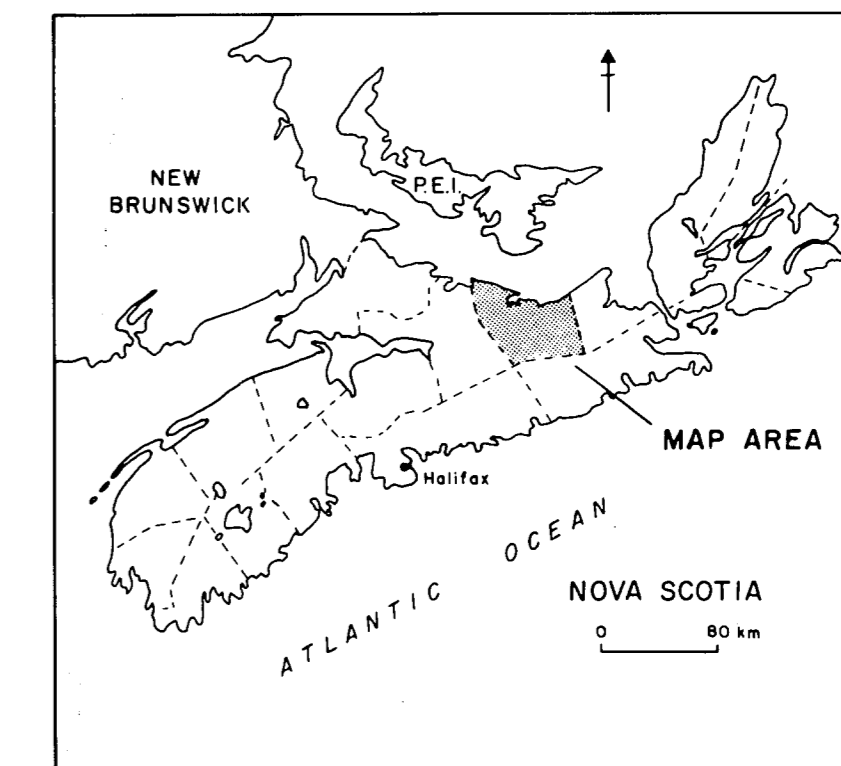 NEW
BRUNSWICK
P.E.I.
MAP AREA
Halifax
ATLANTIC OCEAN
NOVA SCOTIA
0 80 km